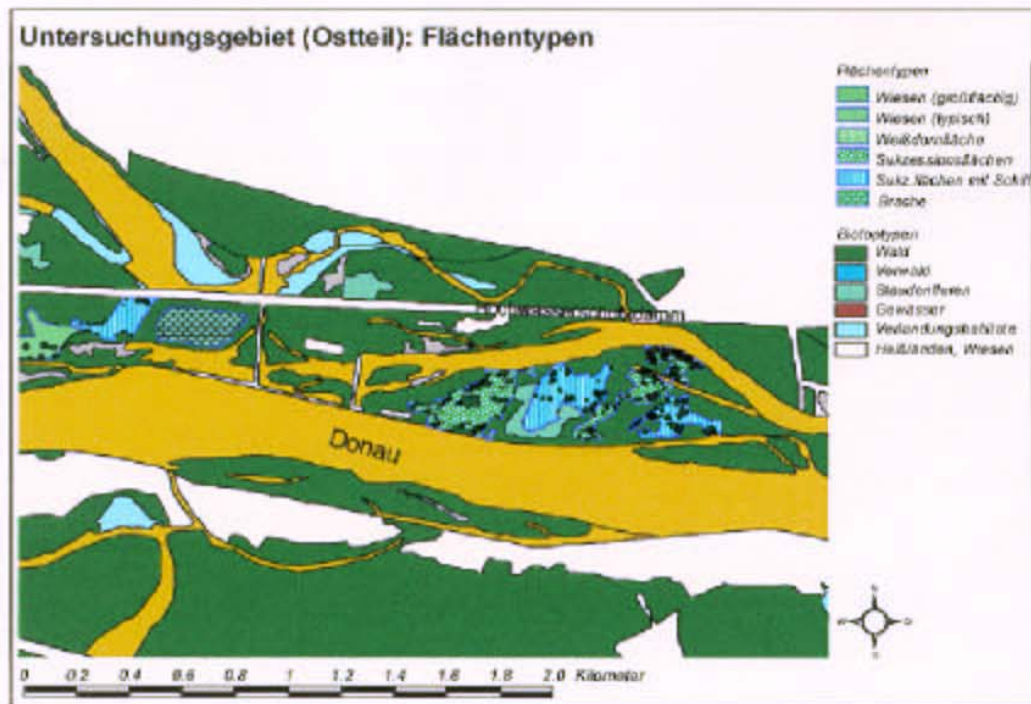 Untersuchungsgebiet (Ostteil): Flächentypen
Flächentypen
Wiesen (großflächig)
Wiesen (typisch)
Weißdornfläche
Sukzessionsflächen
Sukz.flächen mit Schilf
Brache
Biotoptypen
Wald
Vorwald
Staudenfluren
Gewässer
Verlandungsbereiche
Heißländen, Wiesen
Donau
0 0.2 0.4 0.6 0.8 1 1.2 1.4 1.6 1.8 2.0 Kilometer